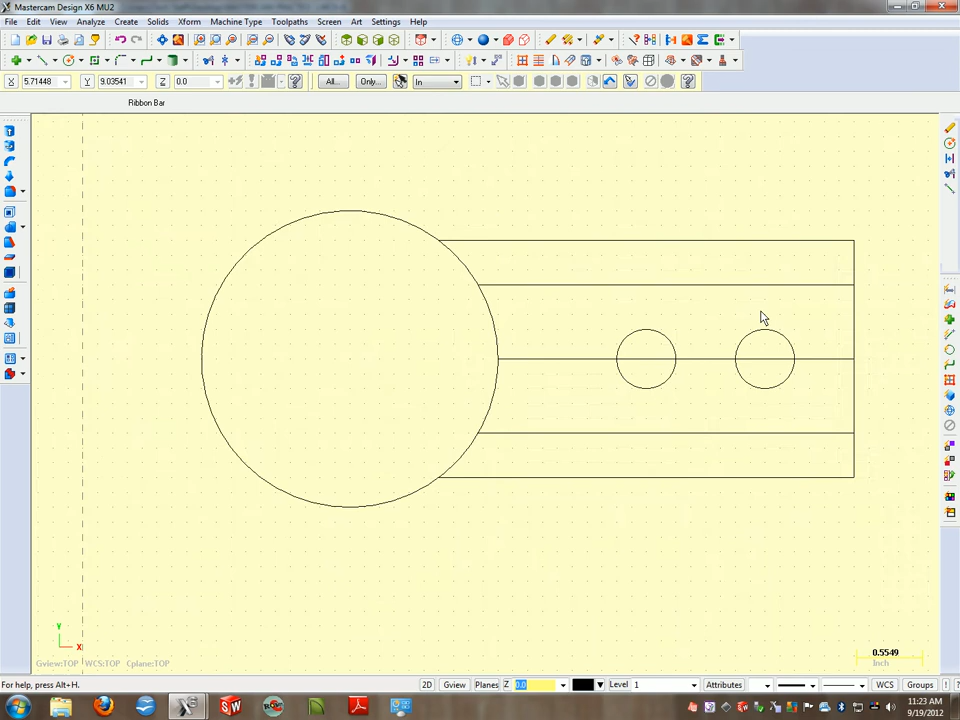 Mastercam Design X6 MU2
File Edit View Analyze Create Solids Xform Machine Type Toolpaths Screen Art Settings Help
X 5.71448 Y 9.03541 Z 0.0 All... Only... In
Ribbon Bar
Y
X
Gview:TOP WCS:TOP Cplane:TOP
0.5549
Inch
For help, press Alt+H. 2D Gview Planes Z 0.0 Level 1 Attributes WCS Groups ! ?
11:23 AM
9/19/2012